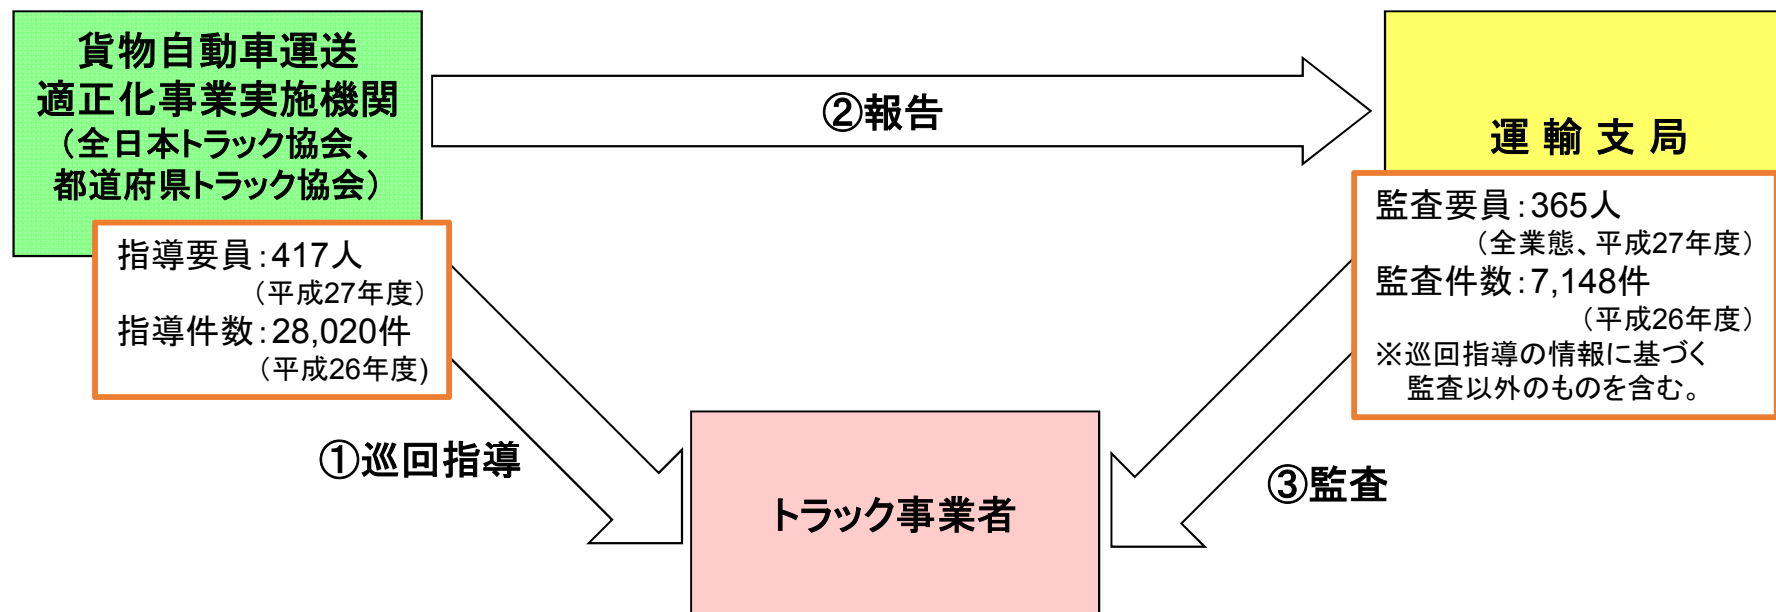 貨物自動車運送
適正化事業実施機関
（全日本トラック協会、
都道府県トラック協会）
指導要員：417人
（平成27年度）
指導件数：28,020件
（平成26年度)
②報告
運輸支局
監査要員：365人
（全業態、平成27年度）
監査件数：7,148件
（平成26年度）
※巡回指導の情報に基づく
監査以外のものを含む。
①巡回指導
③監査
トラック事業者